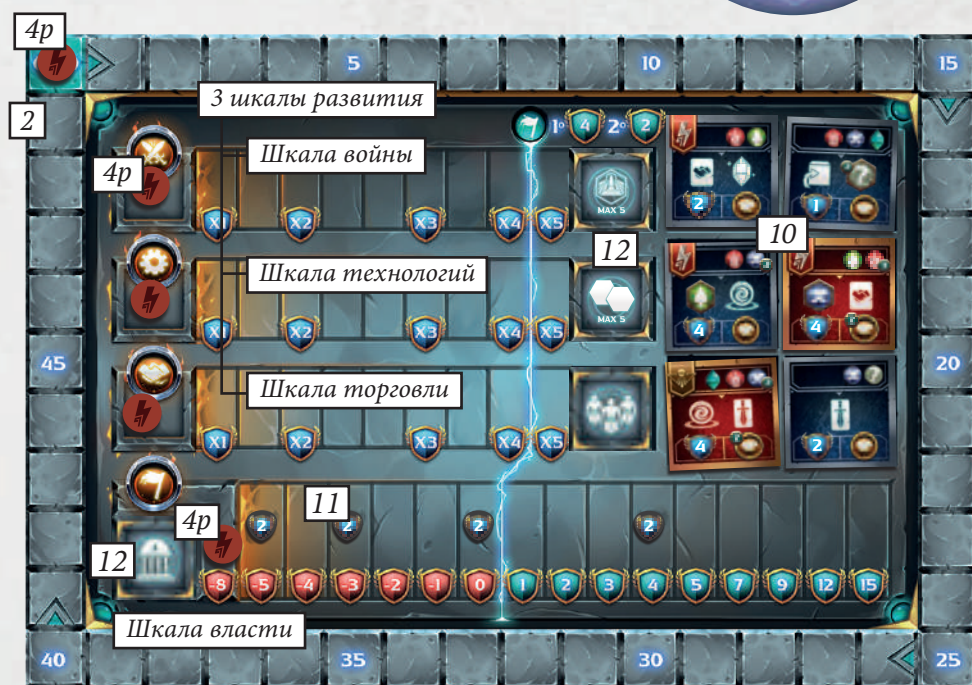 4р
5
10
15
2
3 шкалы развития
1º 4 2º 2
Шкала войны
4р
MAX 5
2
1
X1 X2 X3 X4 X5
10
12
Шкала технологий
MAX 5
4
4
X1 X2 X3 X4 X5
45
20
Шкала торговли
X1 X2 X3 X4 X5
4
2
11
4р
2 2 2 2
12
-8 -5 -4 -3 -2 -1 0 1 2 3 4 5 7 9 12 15
Шкала власти
40
35
30
25